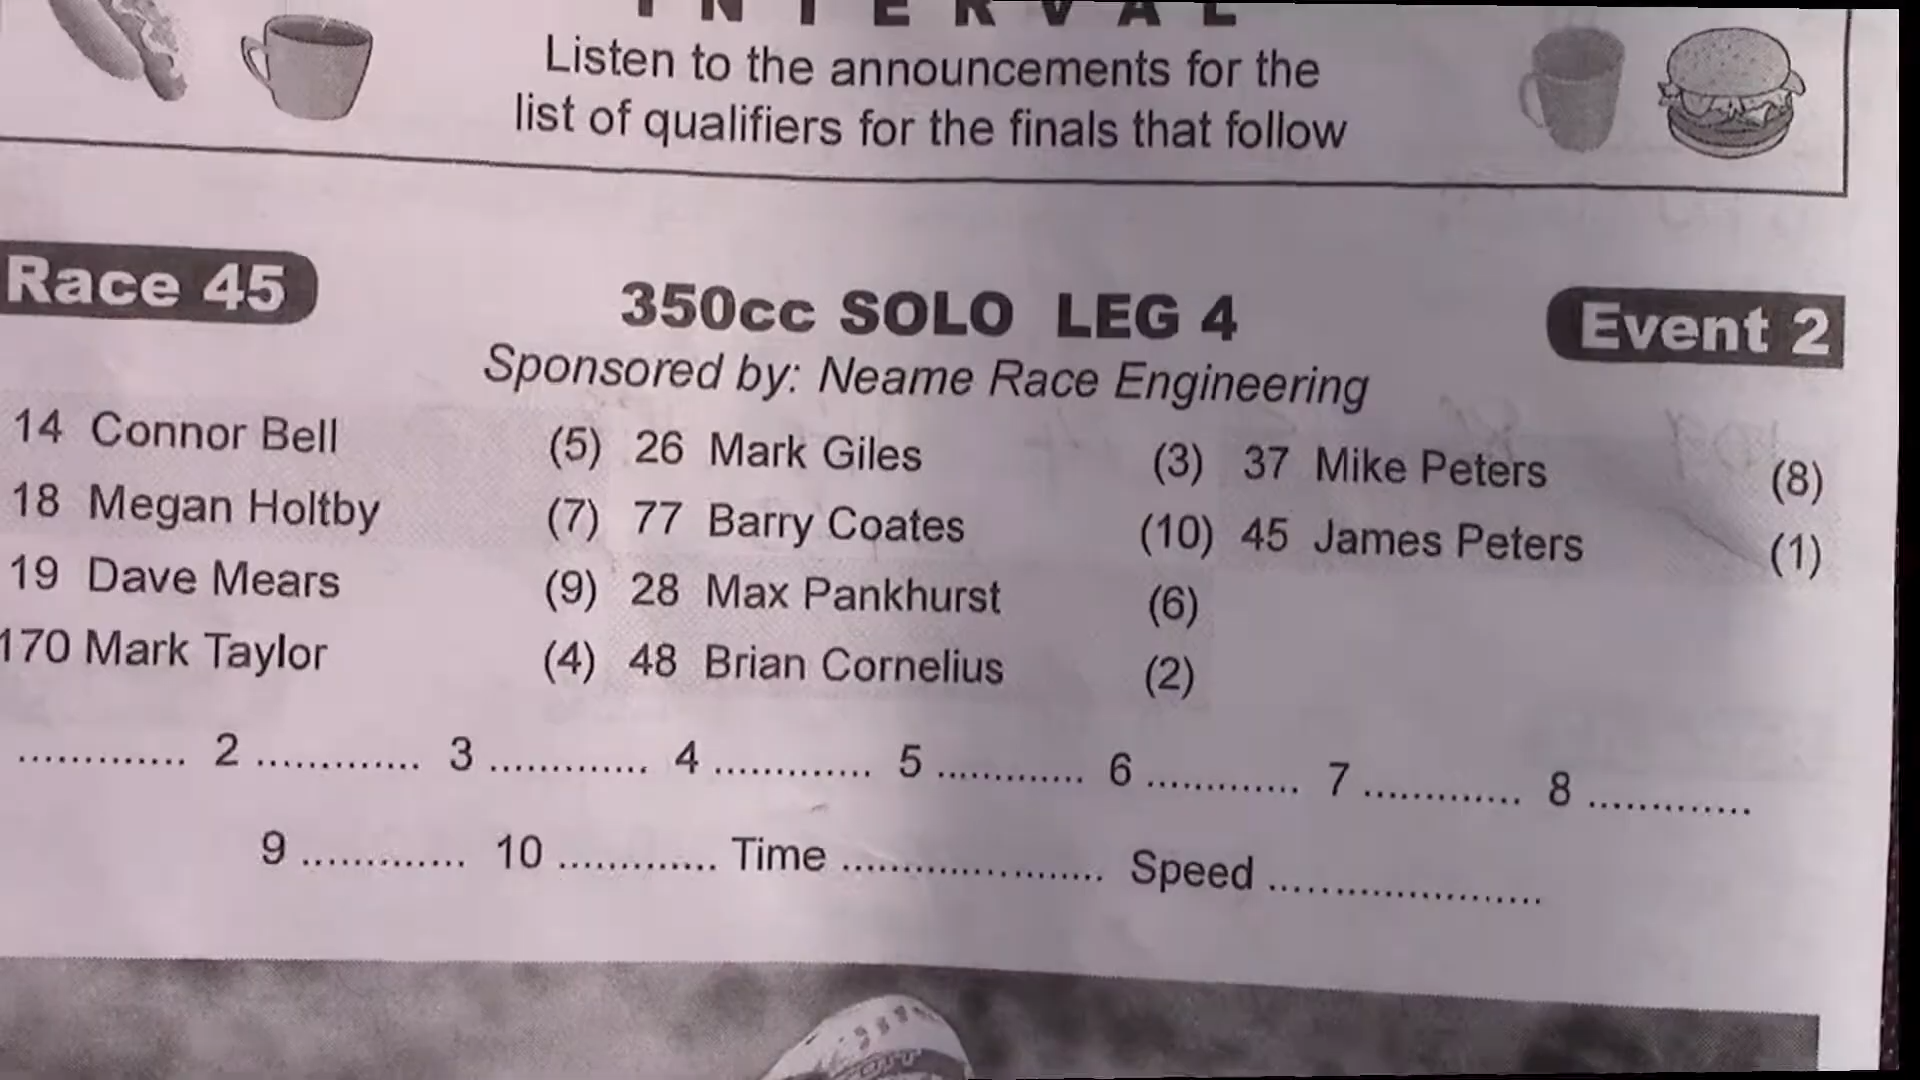 INTERVAL
Listen to the announcements for the
list of qualifiers for the finals that follow
Race 45
350cc SOLO LEG 4
Event 2
Sponsored by: Neame Race Engineering
14 Connor Bell (5) 26 Mark Giles (3) 37 Mike Peters (8)
18 Megan Holtby (7) 77 Barry Coates (10) 45 James Peters (1)
19 Dave Mears (9) 28 Max Pankhurst (6)
170 Mark Taylor (4) 48 Brian Cornelius (2)
............. 2 ............. 3 ............. 4 ............. 5 ............. 6 ............. 7 ............. 8 .............
9 ............. 10 ............. Time ...................... Speed ......................